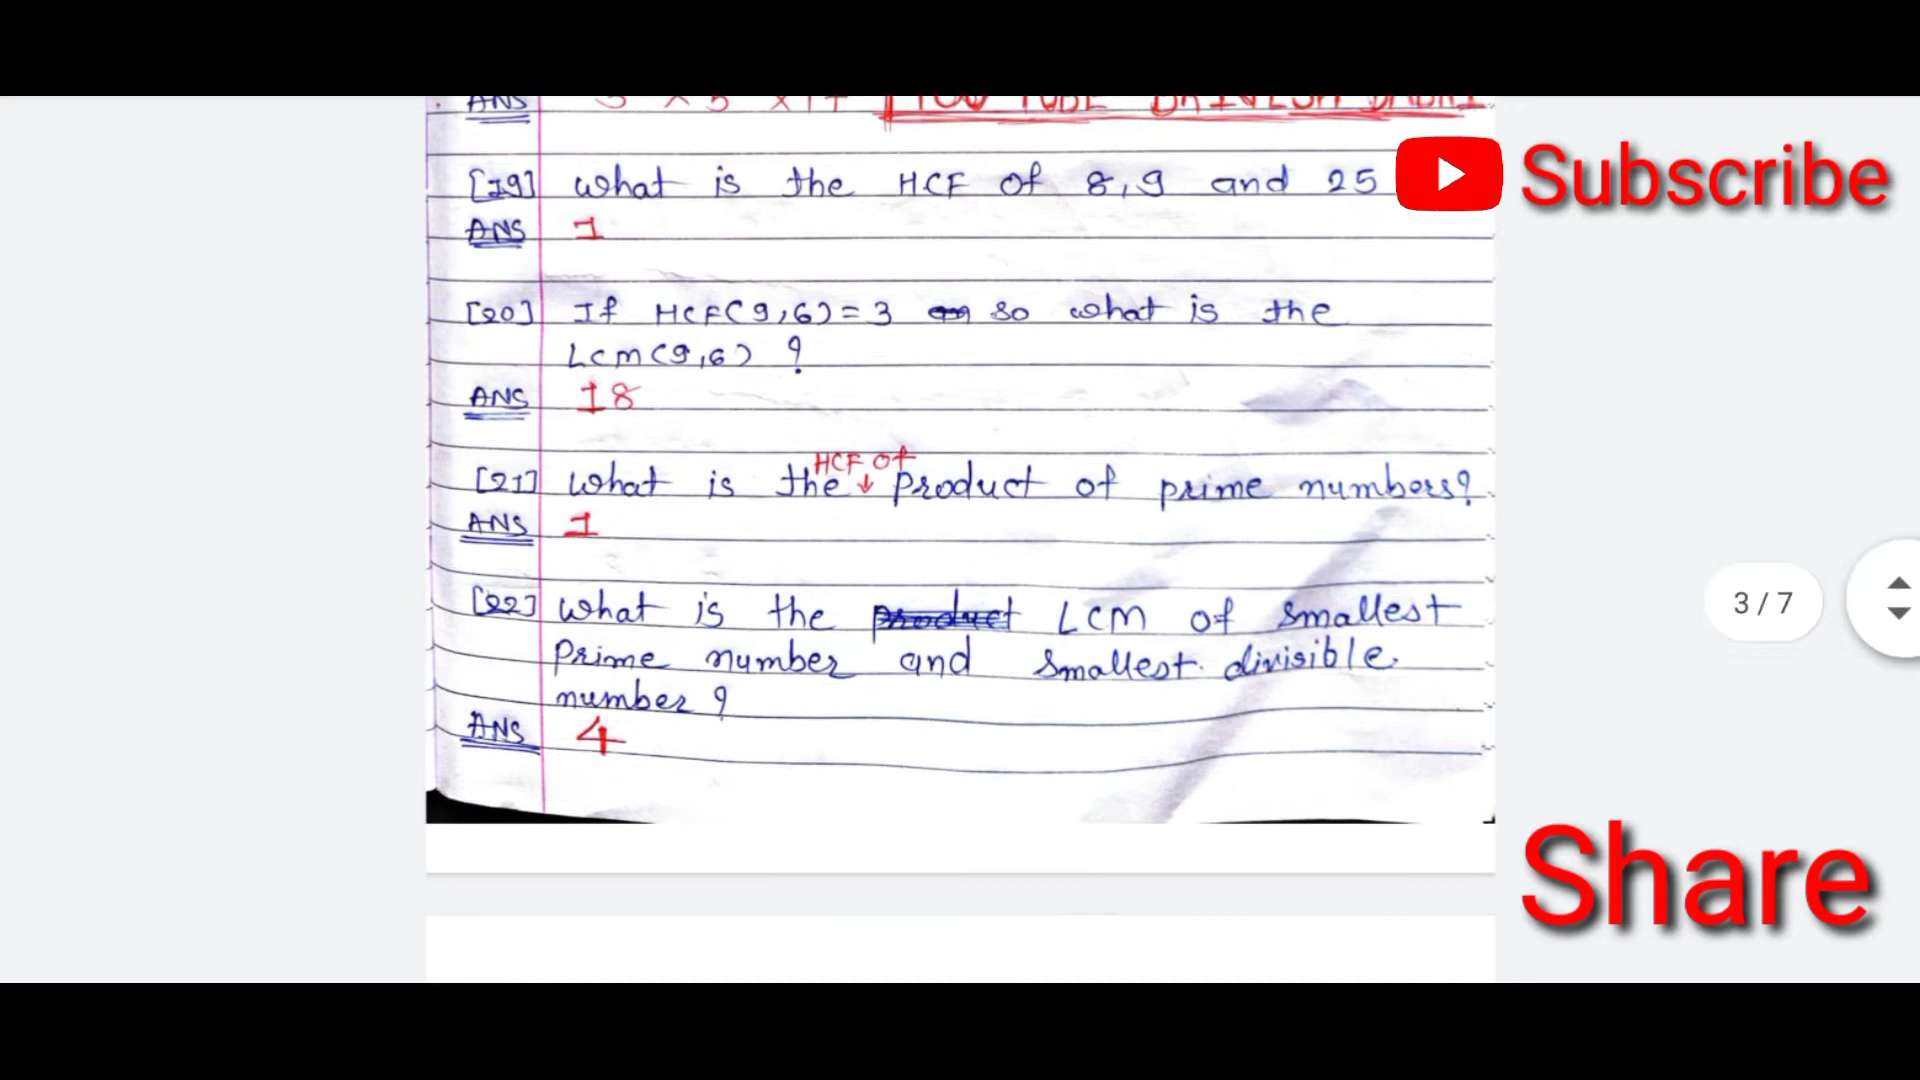 ANS
[19] What is the HCF of 8,9 and 25
ANS 1
[20] If HCF(9,6)=3 so what is the
LCM(9,6) ?
ANS 18
HCF of
[21] What is the ↓ product of prime numbers?
ANS 1
[22] What is the product LCM of smallest
Prime number and smallest divisible
number ?
ANS 4
Subscribe
3 / 7
Share